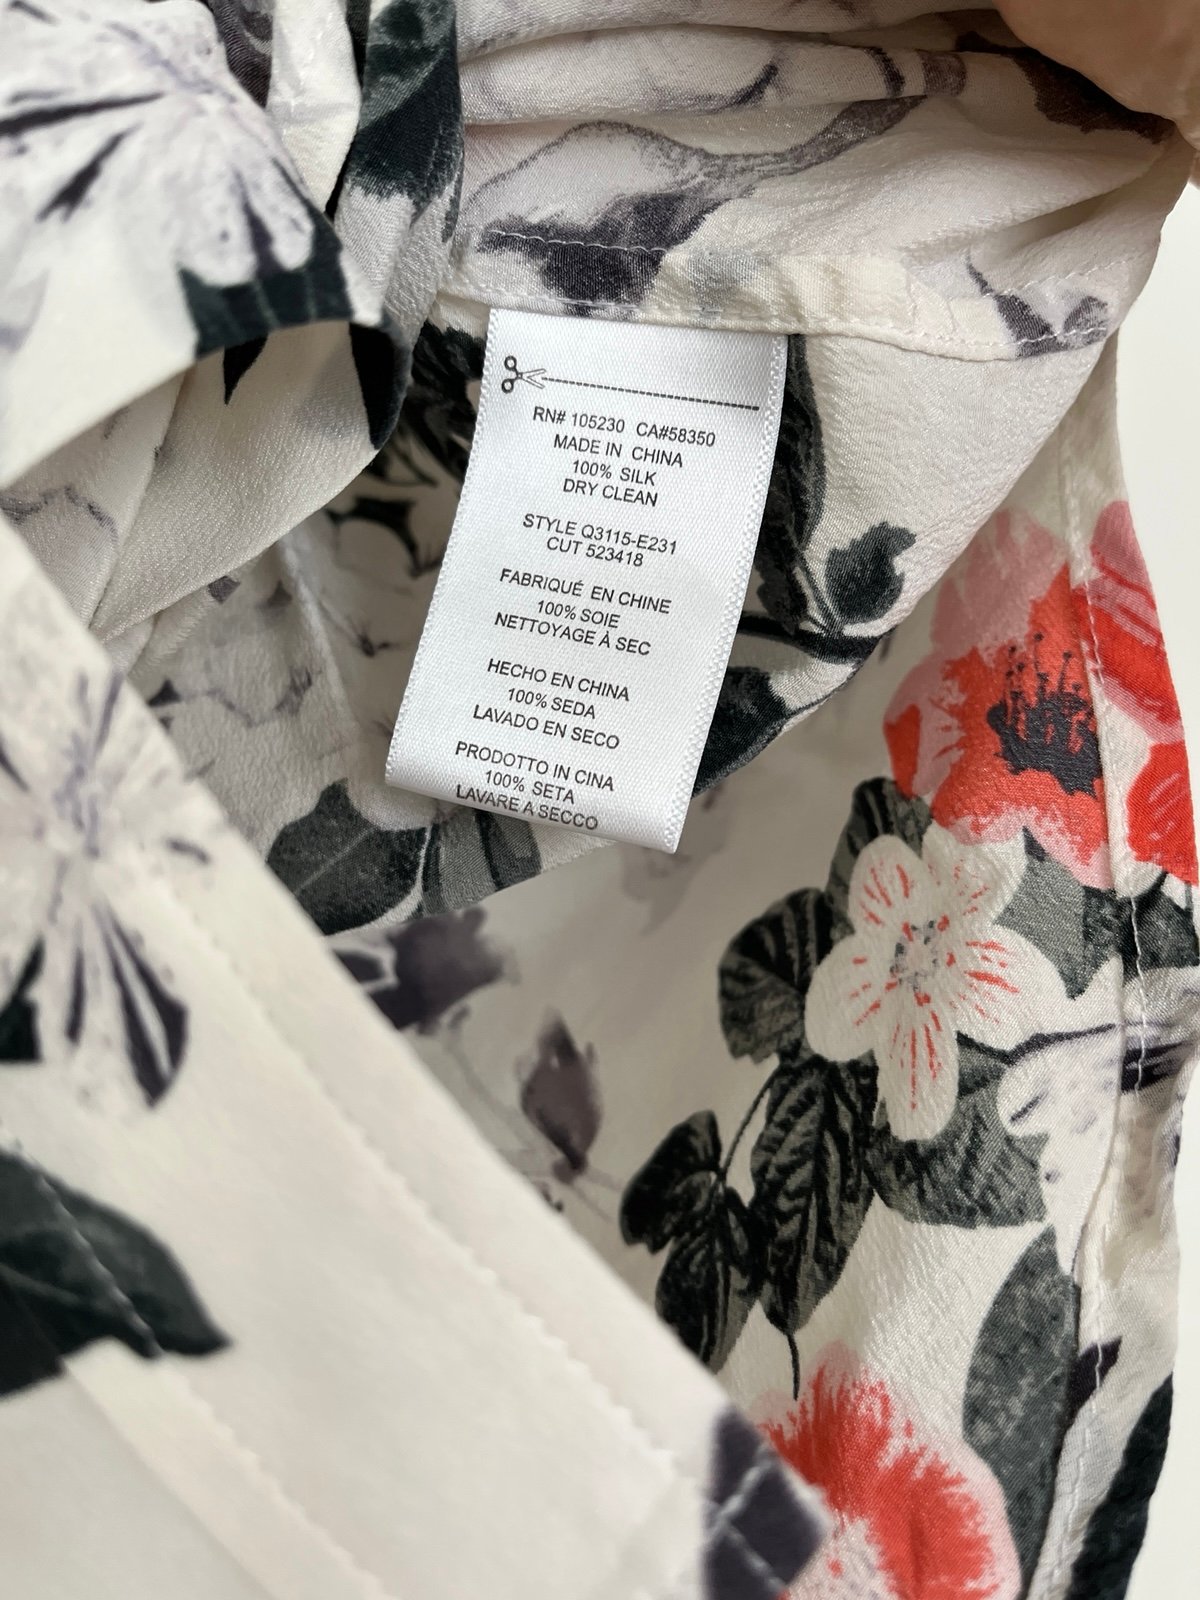 RN# 105230 CA#58350
MADE IN CHINA
100% SILK
DRY CLEAN
STYLE Q3115-E231
CUT 523418
FABRIQUÉ EN CHINE
100% SOIE
NETTOYAGE À SEC
HECHO EN CHINA
100% SEDA
LAVADO EN SECO
PRODOTTO IN CINA
100% SETA
LAVARE A SECCO